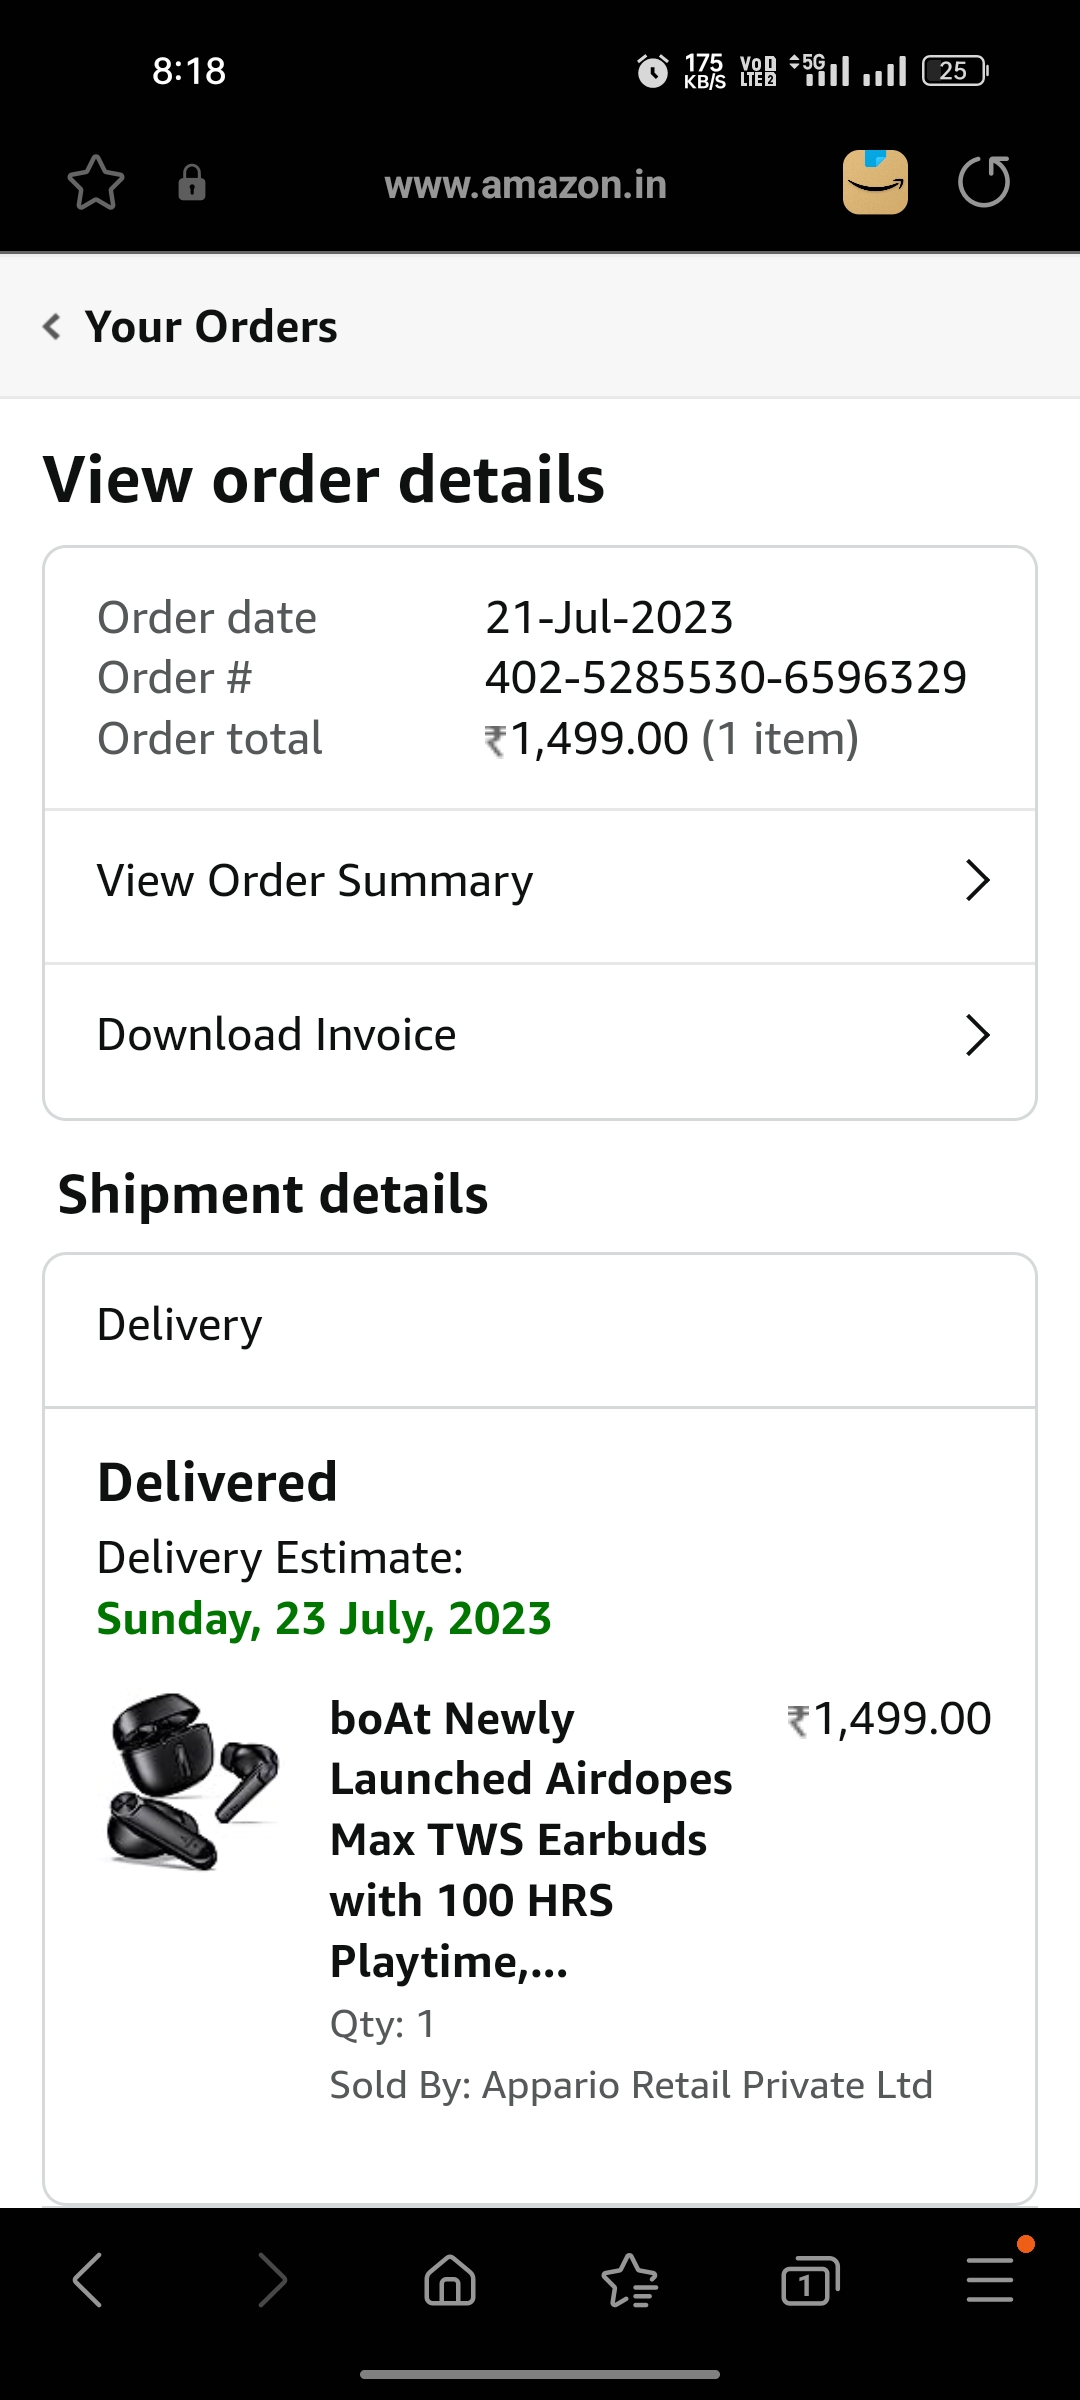 8:18
175 KB/S Vo 1 LTE 2 5G 25
www.amazon.in
Your Orders
View order details
Order date 21-Jul-2023
Order # 402-5285530-6596329
Order total ₹1,499.00 (1 item)
View Order Summary
Download Invoice
Shipment details
Delivery
Delivered
Delivery Estimate:
Sunday, 23 July, 2023
boAt Newly ₹1,499.00
Launched Airdopes
Max TWS Earbuds
with 100 HRS
Playtime,...
Qty: 1
Sold By: Appario Retail Private Ltd
1